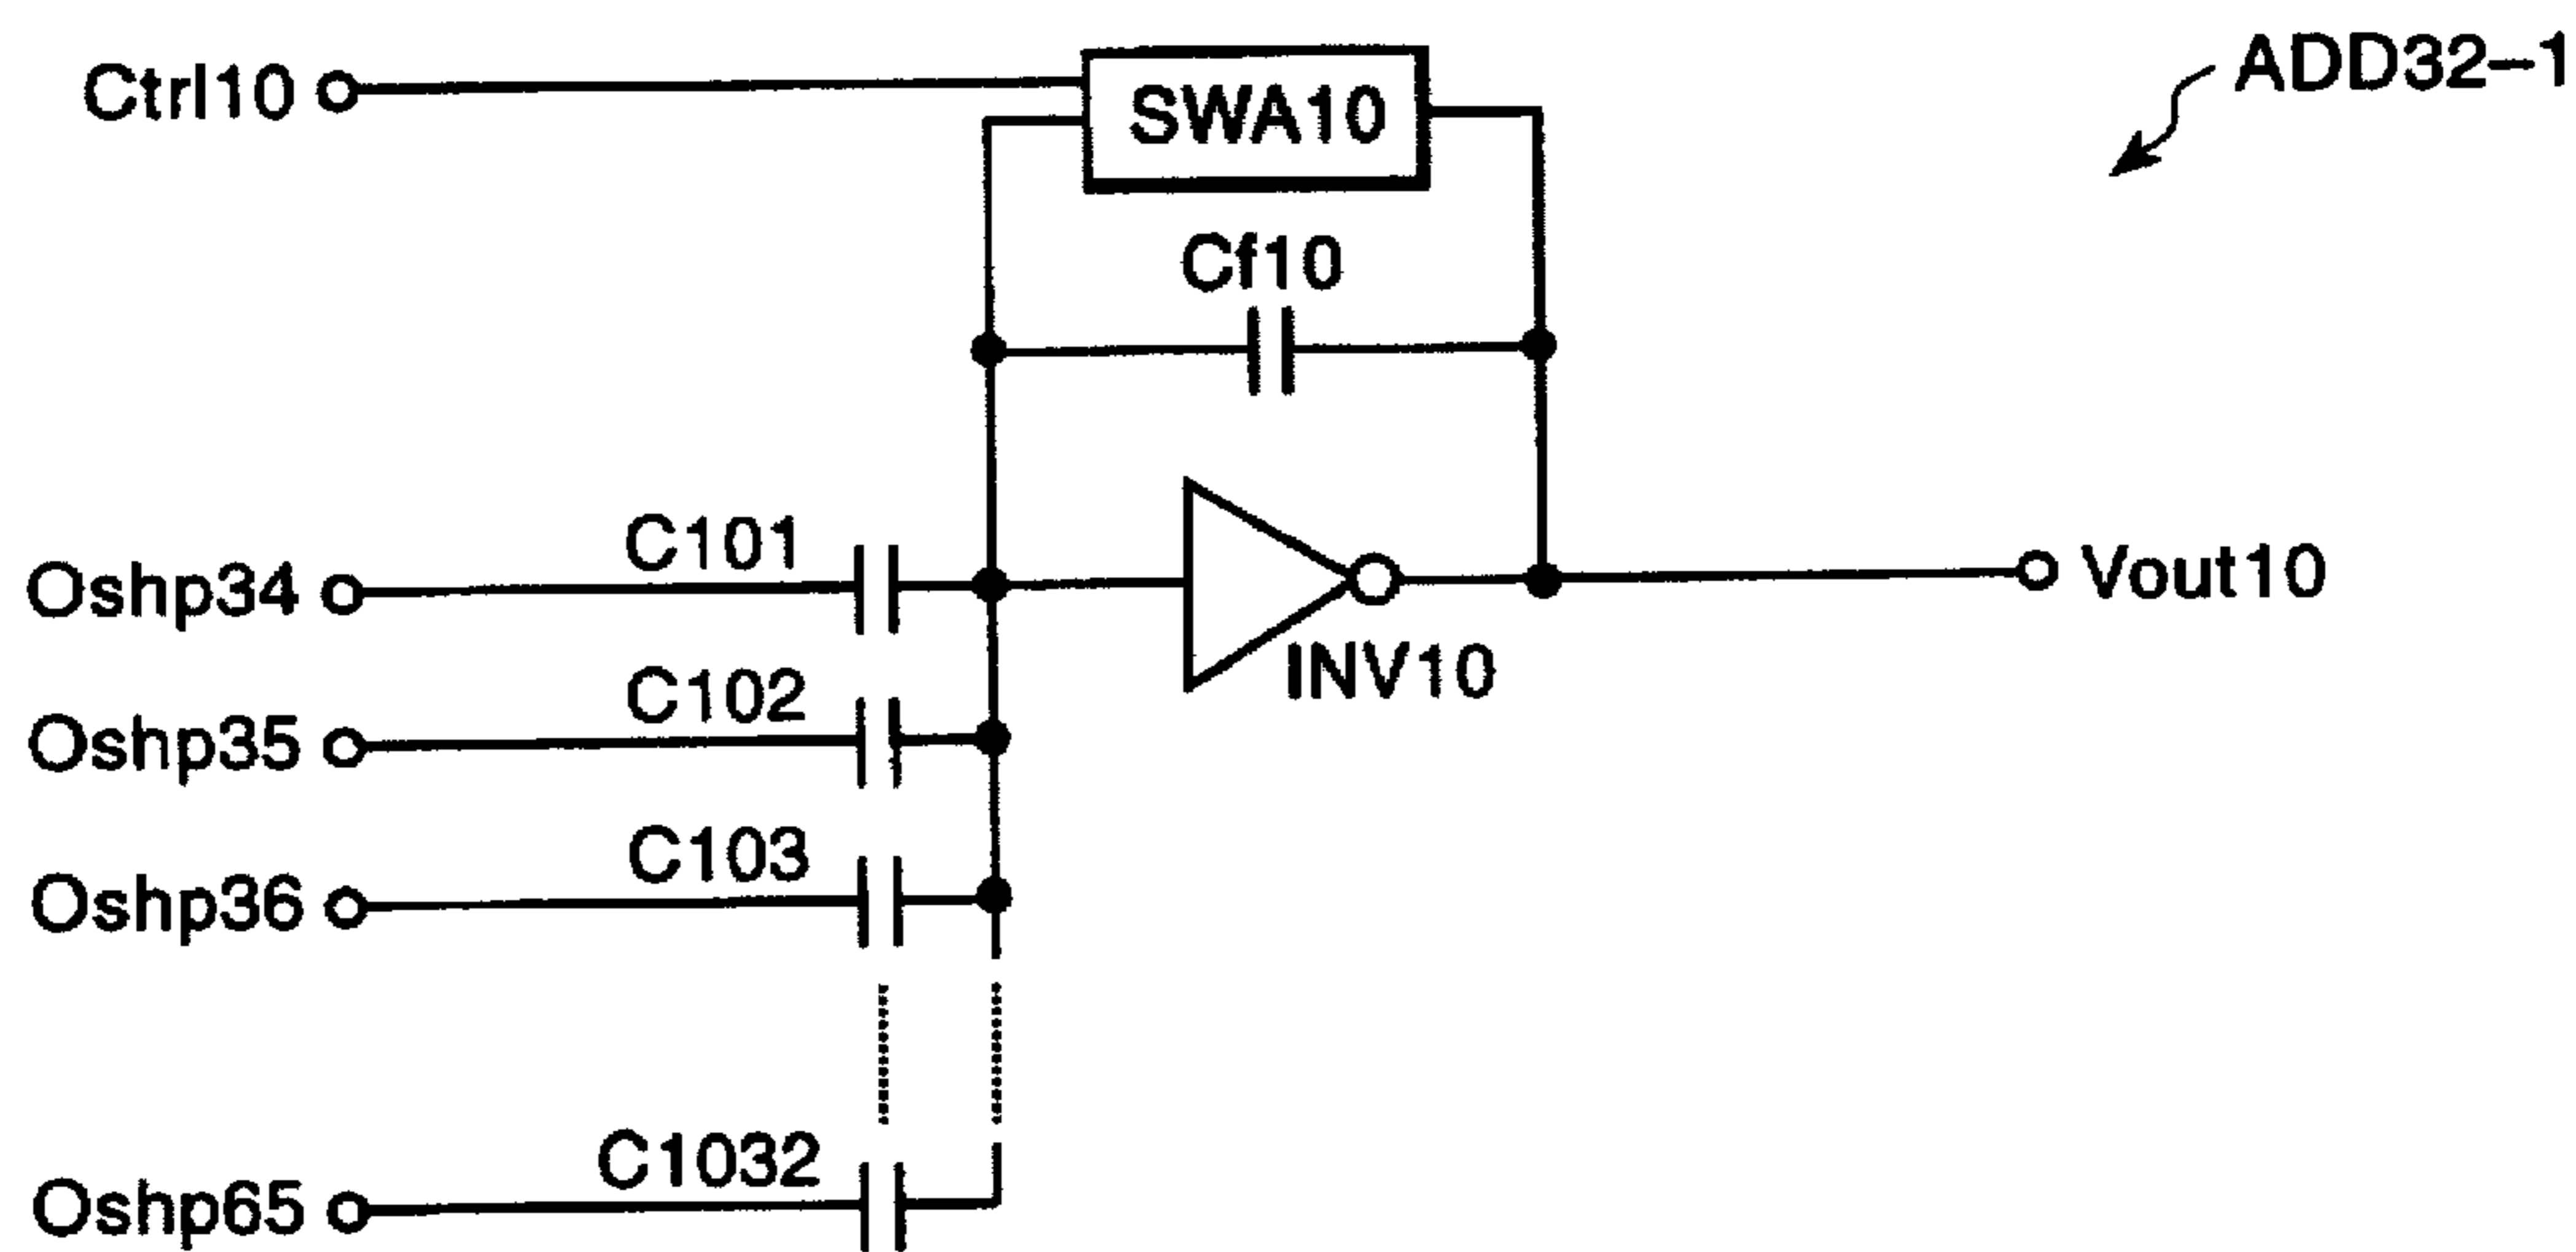 Ctrl10
SWA10
ADD32-1
Cf10
C101
Oshp34
Vout10
INV10
C102
Oshp35
C103
Oshp36
C1032
Oshp65